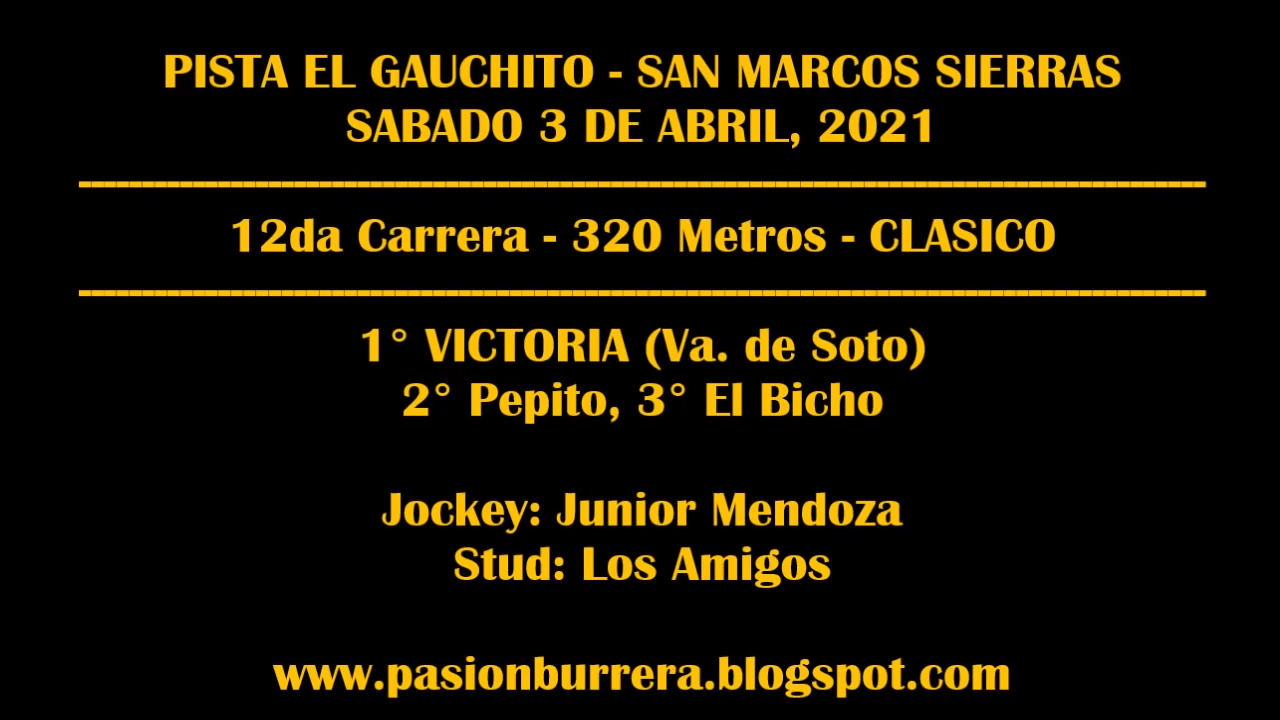 PISTA EL GAUCHITO - SAN MARCOS SIERRAS
SABADO 3 DE ABRIL, 2021
12da Carrera - 320 Metros - CLASICO
1° VICTORIA (Va. de Soto)
2° Pepito, 3° El Bicho
Jockey: Junior Mendoza
Stud: Los Amigos
www.pasionburrera.blogspot.com